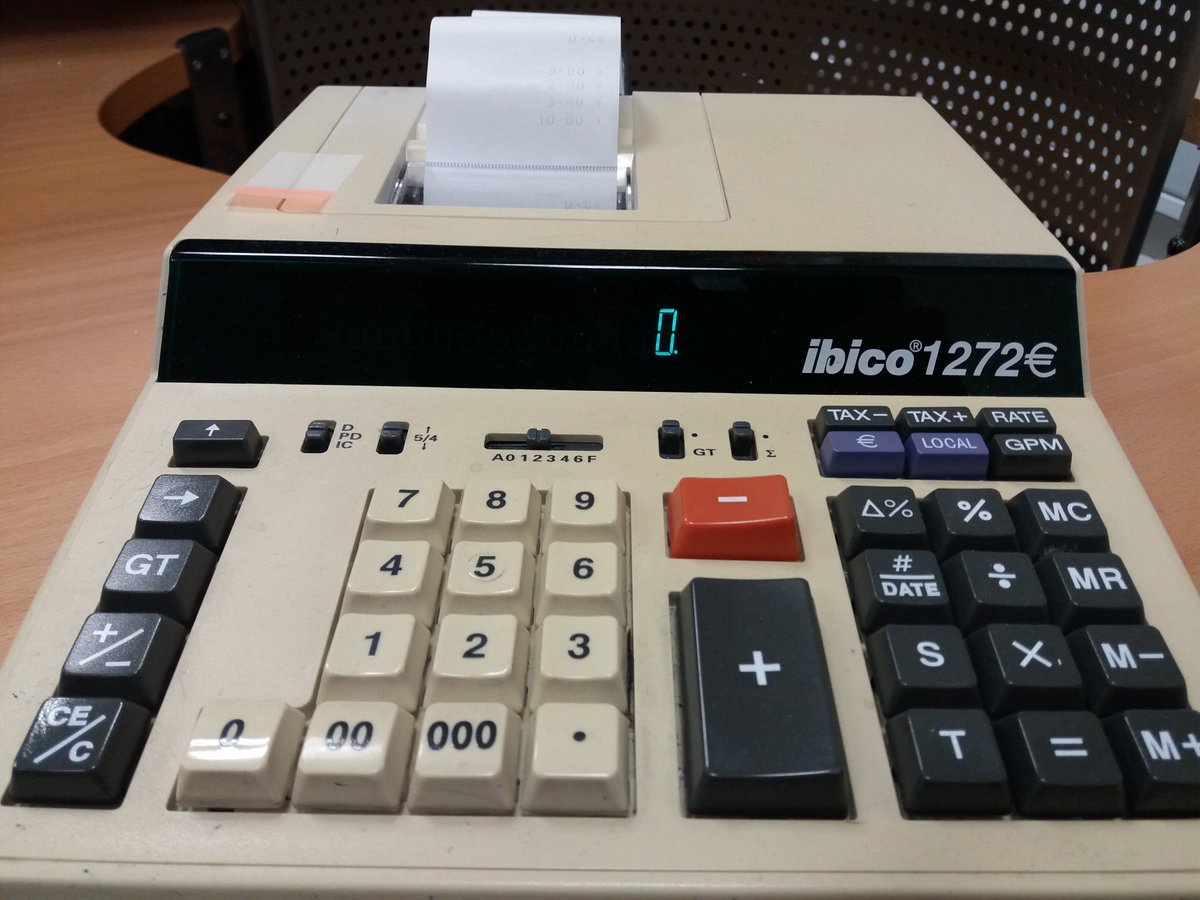 0·C*
5·00 +
2·00 +
3·00 +
10·00 +
0·C*
0.
ibico® 1272€
↑
D
PD
IC
↑
5/4
↓
A 0 1 2 3 4 6 F
• GT
• Σ
TAX− TAX+ RATE
€ LOCAL GPM
→ 7 8 9 − Δ% % MC
GT 4 5 6 #/DATE ÷ MR
+/− 1 2 3 + S × M−
CE/C 0 00 000 • T = M+